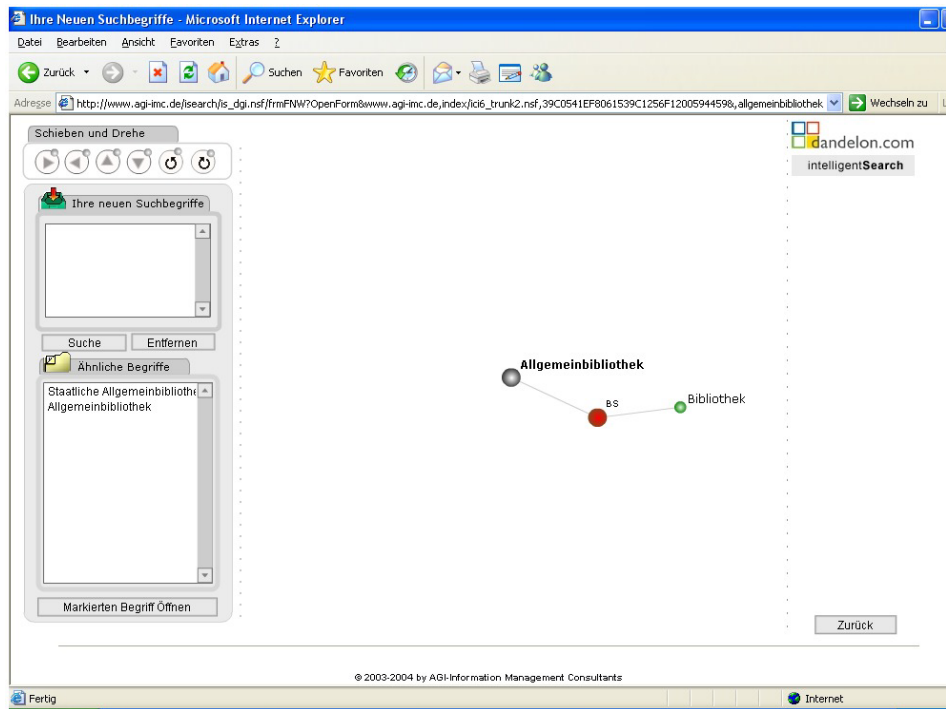 Ihre Neuen Suchbegriffe - Microsoft Internet Explorer
Datei Bearbeiten Ansicht Favoriten Extras ?
Zurück Suchen Favoriten
Adresse http://www.agi-imc.de/isearch/is_dgi.nsf/frmFNW?OpenForm&www.agi-imc.de,index/ici6_trunk2.nsf,39C0541EF8061539C1256F1200594459&,allgemeinbibliothek Wechseln zu
Schieben und Drehe
dandelon.com
intelligentSearch
Ihre neuen Suchbegriffe
Suche Entfernen
Ähnliche Begriffe
Staatliche Allgemeinbibliothe
Allgemeinbibliothek
Allgemeinbibliothek
BS
Bibliothek
Markierten Begriff Öffnen
Zurück
© 2003-2004 by AGI-Information Management Consultants
Fertig Internet